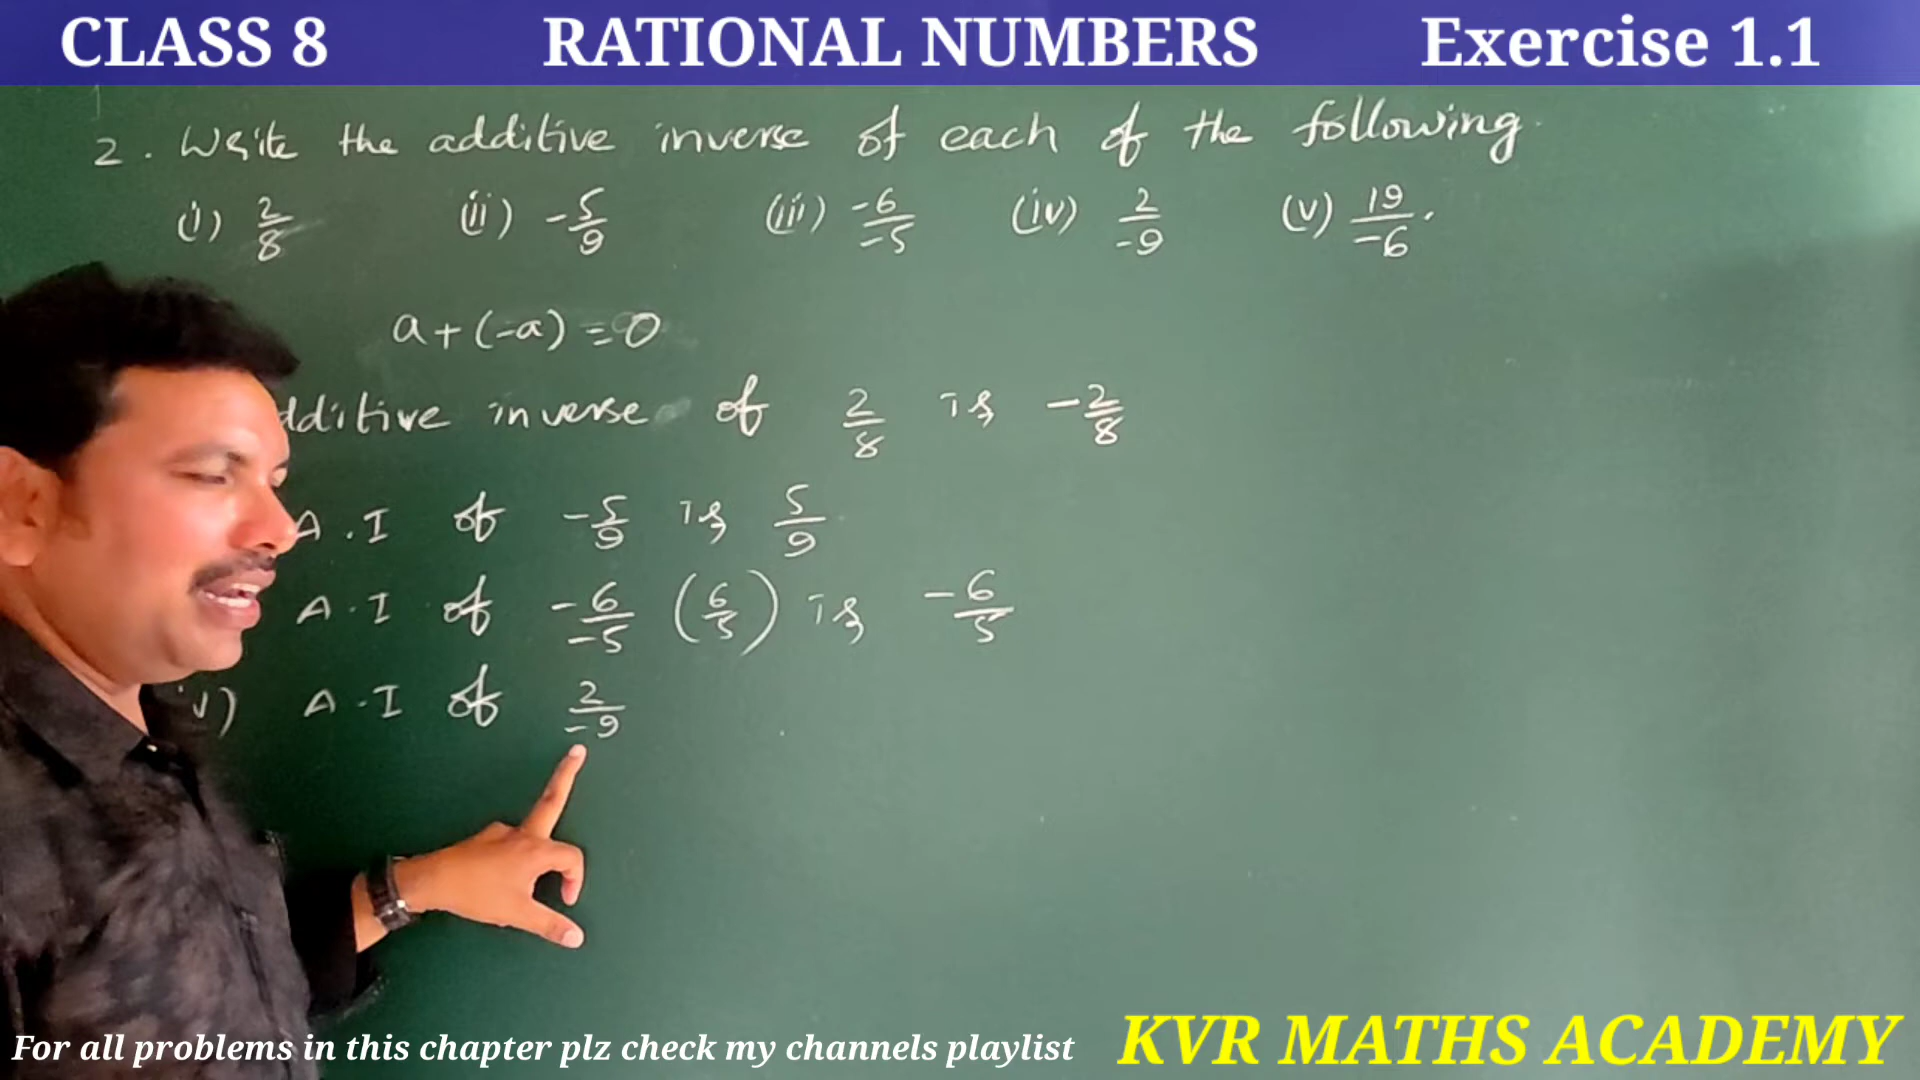 CLASS 8 RATIONAL NUMBERS Exercise 1.1
2. Write the additive inverse of each of the following
(i) 2/8 (ii) -5/9 (iii) -6/-5 (iv) 2/-9 (v) 19/-6.
a+(-a)=0
dditive inverse of 2/8 is -2/8
A.I of -5/9 is 5/9
A.I of -6/-5 (6/5) is -6/5
v) A.I of 2/-9
For all problems in this chapter plz check my channels playlist KVR MATHS ACADEMY